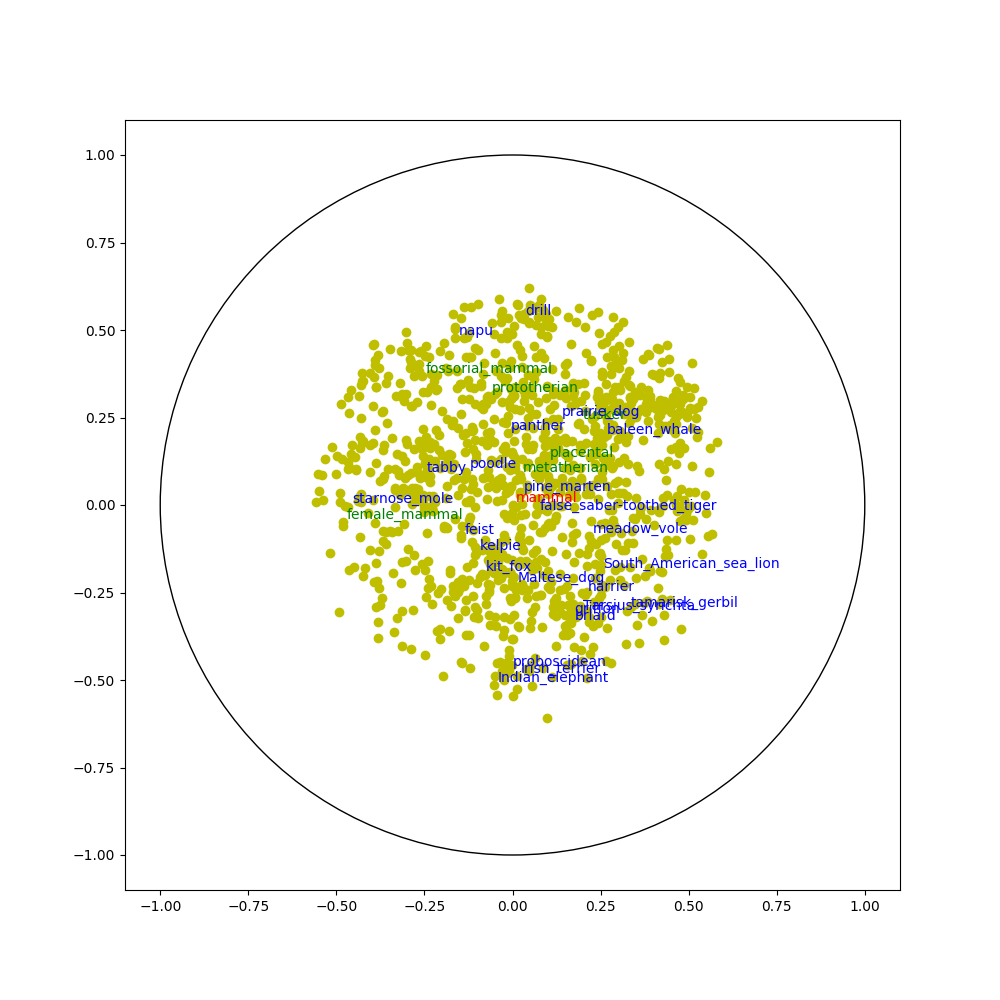 1.00
0.75
0.50
0.25
0.00
−0.25
−0.50
−0.75
−1.00
drill
napu
fossorial_mammal
prototherian
prairie_dog
panther
baleen_whale
placental
poodle
tabby
metatherian
pine_marten
starnose_mole
mammal
false_saber-toothed_tiger
female_mammal
feist
meadow_vole
kelpie
kit_fox
South_American_sea_lion
Maltese_dog
harrier
tamarisk_gerbil
Tarsius_syrichta
griffon
briard
proboscidean
Irish_terrier
Indian_elephant
−1.00 −0.75 −0.50 −0.25 0.00 0.25 0.50 0.75 1.00